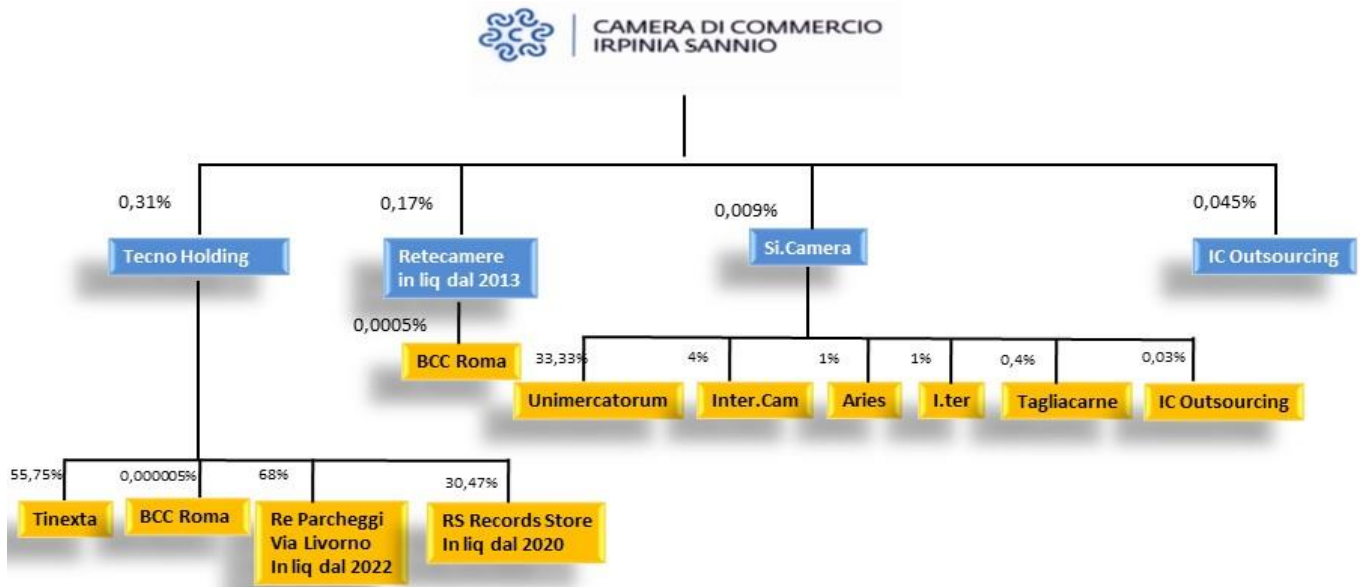 CAMERA DI COMMERCIO
IRPINIA SANNIO
0,31%
0,17%
0,009%
0,045%
Tecno Holding
Retecamere
in liq dal 2013
Si.Camera
IC Outsourcing
0,0005%
BCC Roma
33,33%
4%
1%
1%
0,4%
0,03%
Unimercatorum
Inter.Cam
Aries
I.ter
Tagliacarne
IC Outsourcing
55,75%
0,000005%
68%
30,47%
Tinexta
BCC Roma
Re Parcheggi
Via Livorno
In liq dal 2022
RS Records Store
In liq dal 2020